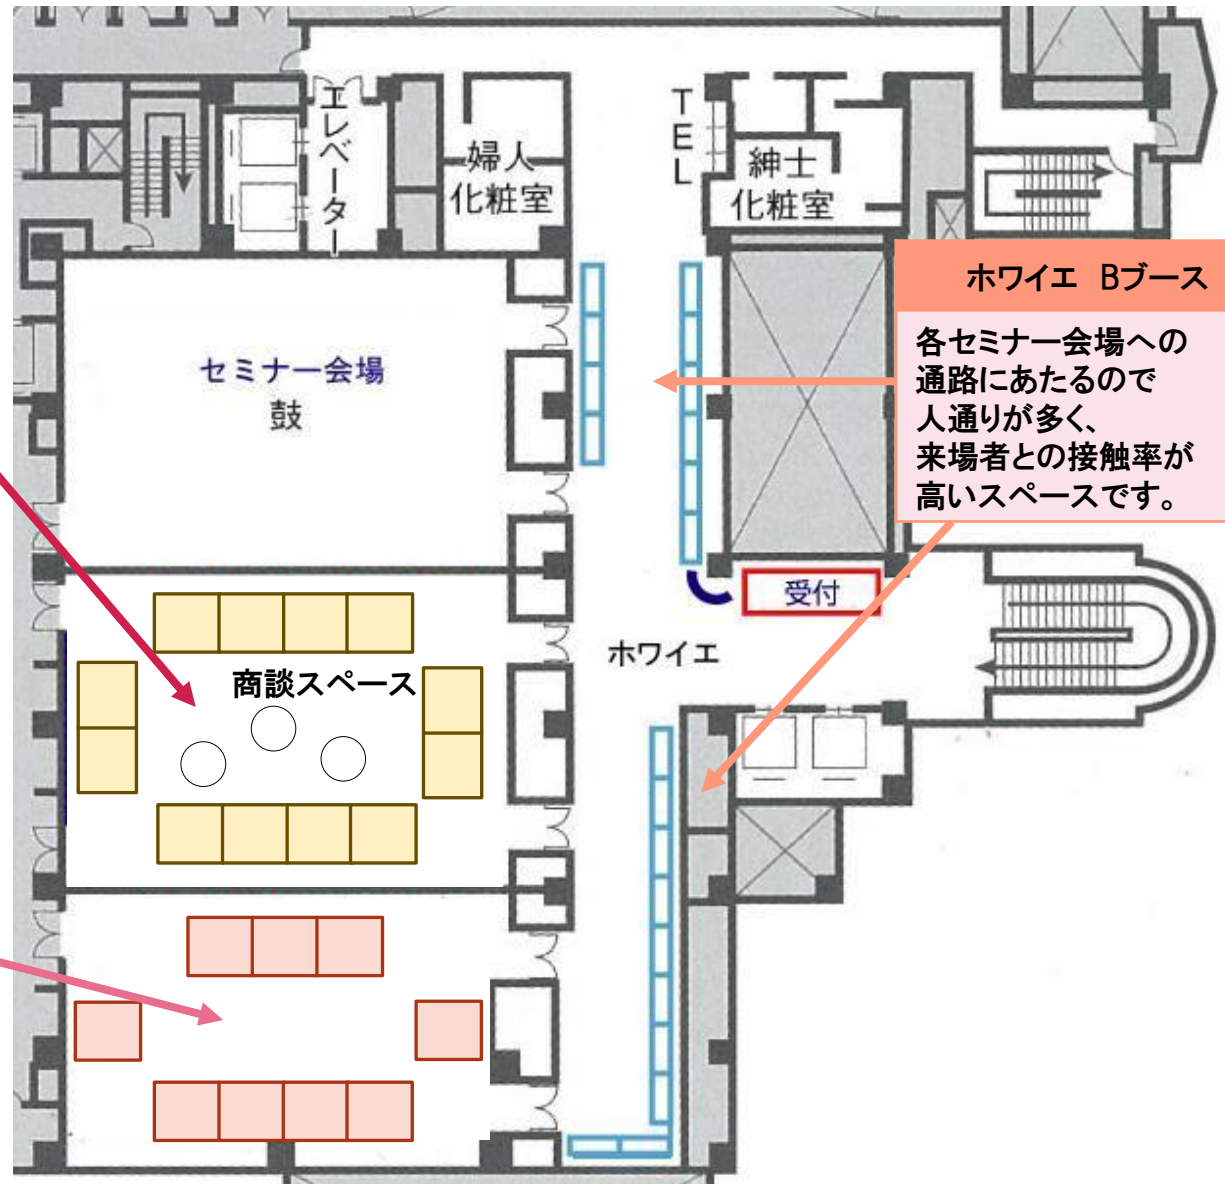 エレベーター
婦人
化粧室
TEL
紳士
化粧室
ホワイエ Bブース
各セミナー会場への
通路にあたるので
人通りが多く、
来場者との接触率が
高いスペースです。
セミナー会場
鼓
受付
ホワイエ
商談スペース